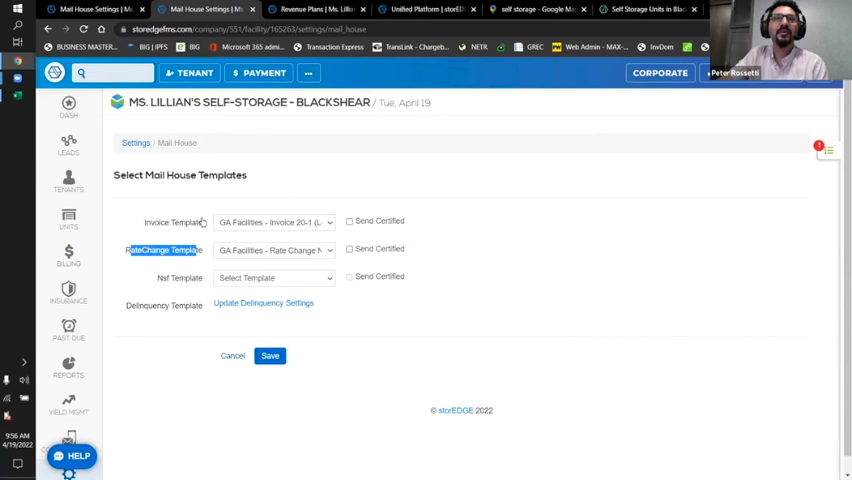 Mail House Settings
Mail House Settings
Revenue Plans | Ms. Lillian
Unified Platform | storED
self storage - Google M
Self Storage Units in Black
storedgefms.com/company/551/facility/165263/settings/mail_house
BUSINESS MASTER...
BIG | IPFS
Microsoft 365 admi
Transaction Express
TransLink - Chargeb...
NETR
GREC
Web Admin - MAX-...
InvDom
Peter Rossetti
TENANT
$ PAYMENT
CORPORATE
DASH
LEADS
TENANTS
UNITS
BILLING
INSURANCE
PAST DUE
REPORTS
YIELD MGMT
MS. LILLIAN'S SELF-STORAGE - BLACKSHEAR / Tue, April 19
Settings / Mail House
Select Mail House Templates
Invoice Template GA Facilities - Invoice 20-1 (L Send Certified
RateChange Template GA Facilities - Rate Change N Send Certified
Nsf Template Select Template Send Certified
Delinquency Template Update Delinquency Settings
Cancel Save
© storEDGE 2022
HELP
9:56 AM
4/19/2022